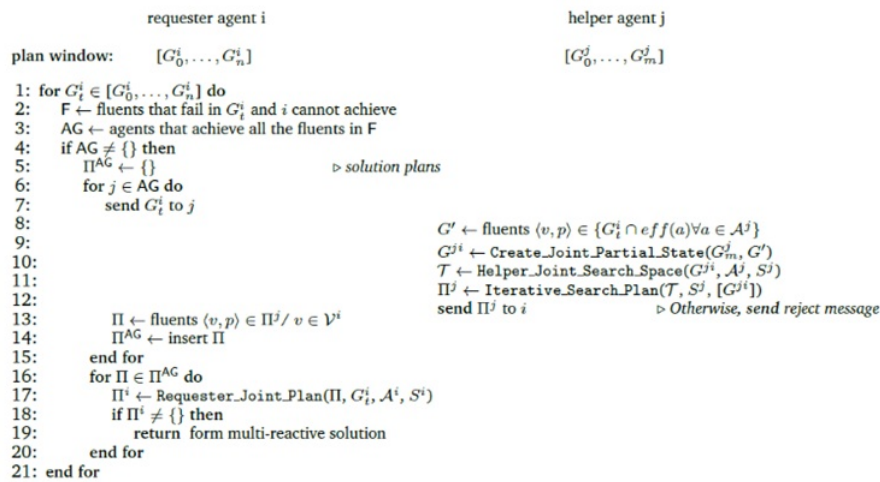 requester agent i helper agent j
plan window: [G^i_0, . . . , G^i_n] [G^j_0, . . . , G^j_m]
1: for G^i_t ∈ [G^i_0, . . . , G^i_n] do
2: F ← fluents that fail in G^i_t and i cannot achieve
3: AG ← agents that achieve all the fluents in F
4: if AG ≠ {} then
5: Π^AG ← {} ▷ solution plans
6: for j ∈ AG do
7: send G^i_t to j
8: G′ ← fluents ⟨v, p⟩ ∈ {G^i_t ∩ eff(a)∀a ∈ A^j}
9: G^ji ← Create_Joint_Partial_State(G^j_m, G′)
10: T ← Helper_Joint_Search_Space(G^ji, A^j, S^j)
11: Π^j ← Iterative_Search_Plan(T, S^j, [G^ji])
12: send Π^j to i ▷ Otherwise, send reject message
13: Π ← fluents ⟨v, p⟩ ∈ Π^j/ v ∈ V^i
14: Π^AG ← insert Π
15: end for
16: for Π ∈ Π^AG do
17: Π^i ← Requester_Joint_Plan(Π, G^i_t, A^i, S^i)
18: if Π^i ≠ {} then
19: return form multi-reactive solution
20: end for
21: end for